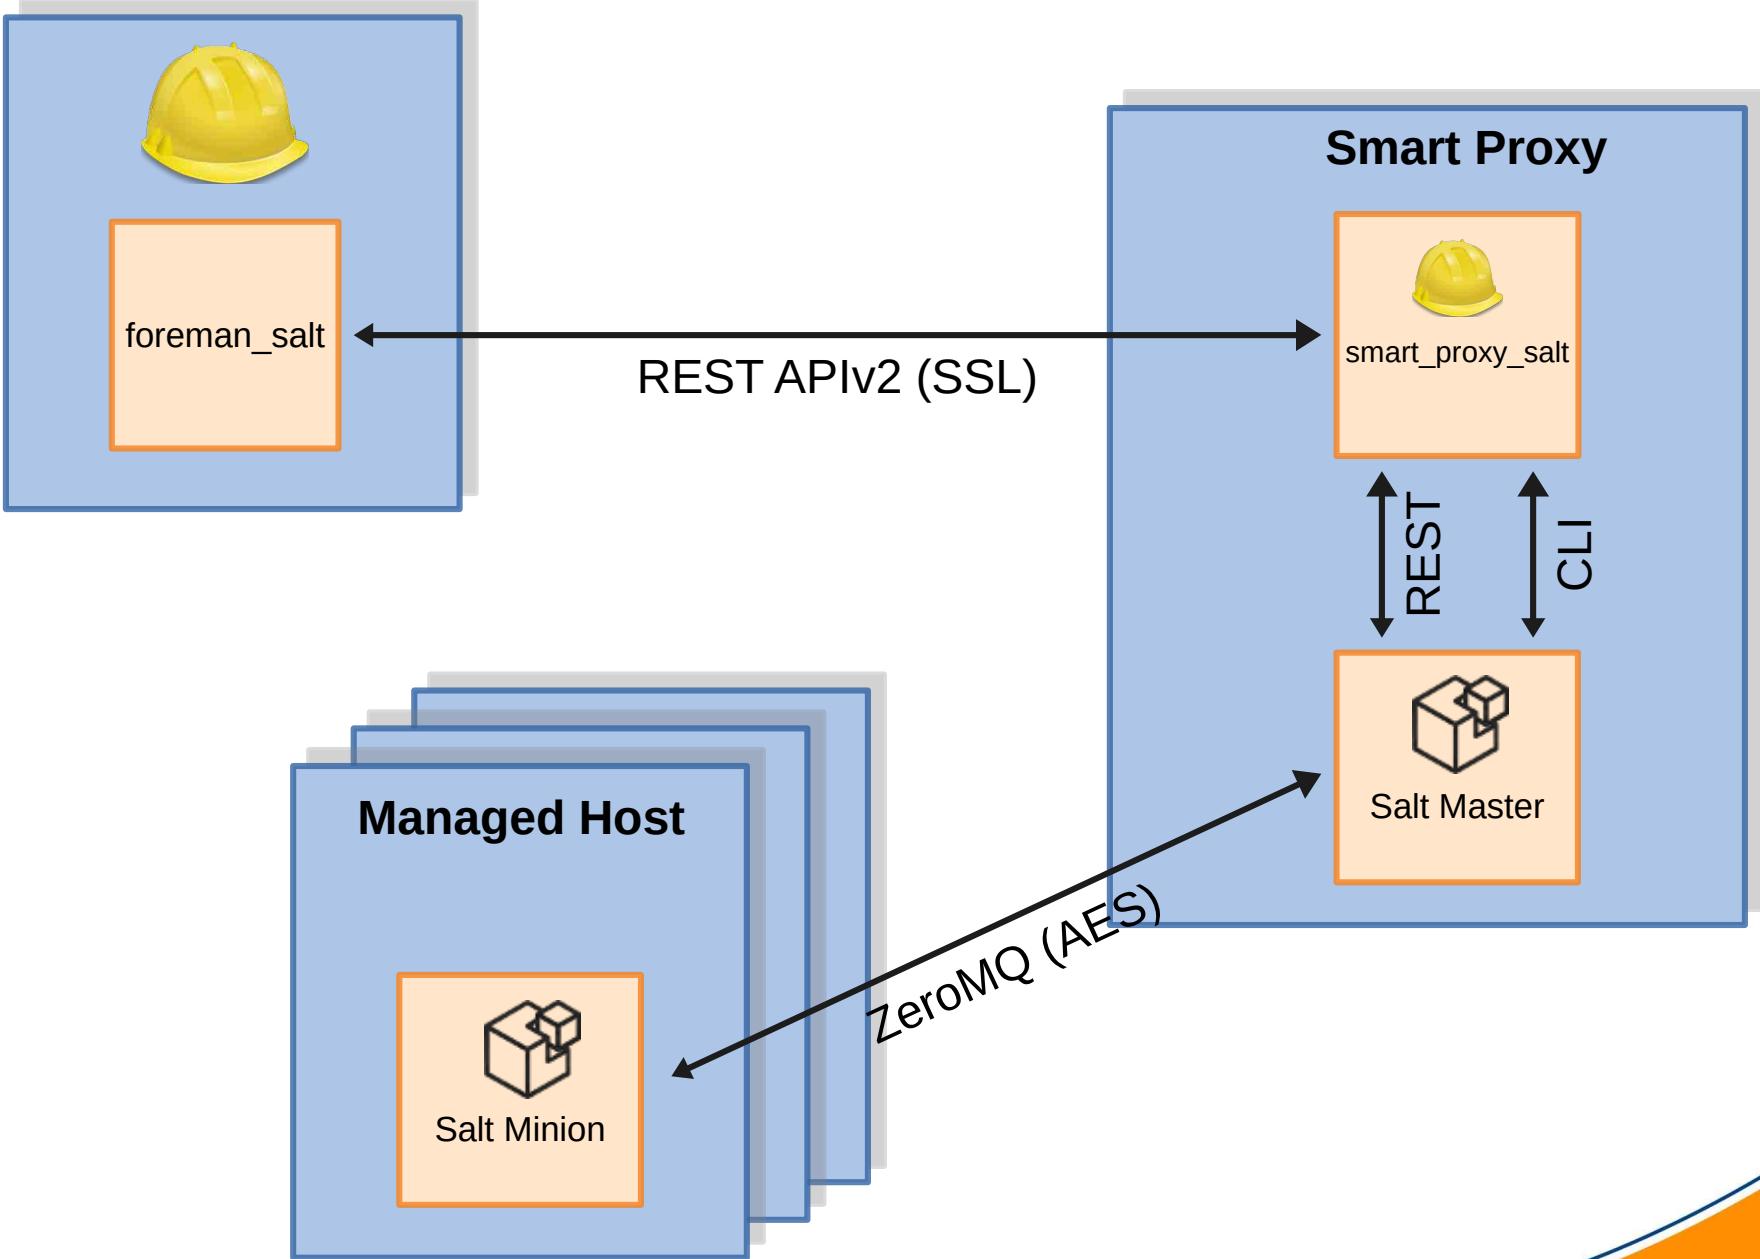 Smart Proxy
foreman_salt
smart_proxy_salt
REST APIv2 (SSL)
REST
CLI
Salt Master
Managed Host
ZeroMQ (AES)
Salt Minion